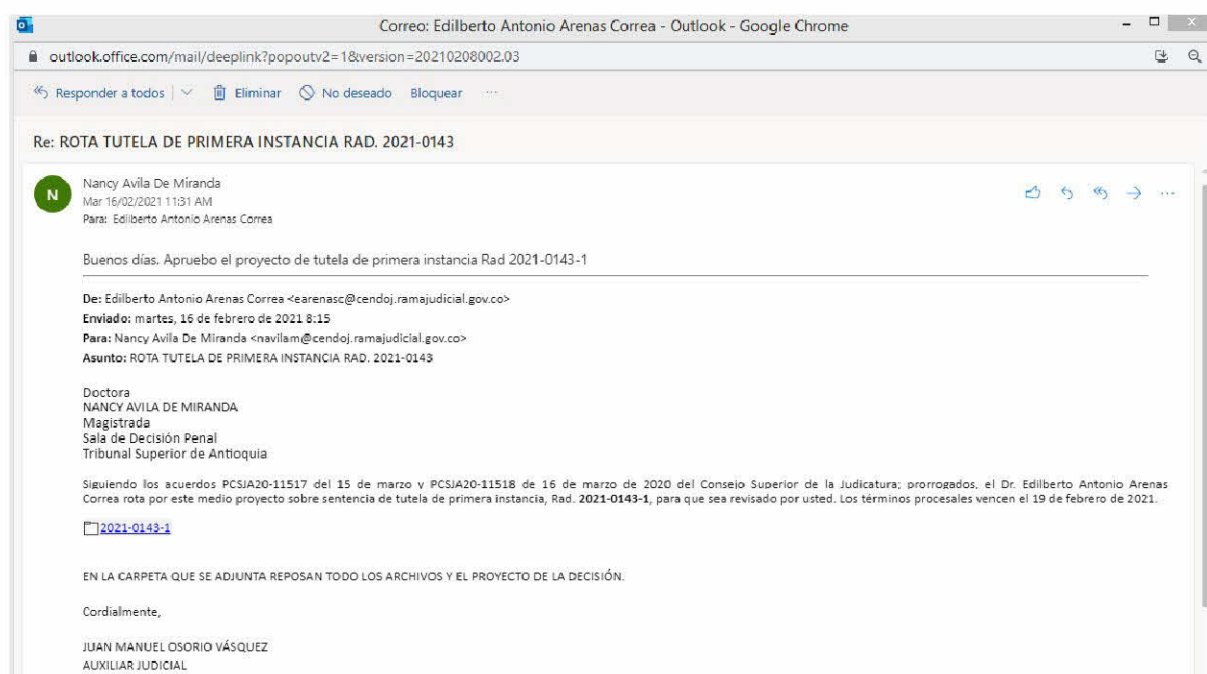 Correo: Edilberto Antonio Arenas Correa - Outlook - Google Chrome
outlook.office.com/mail/deeplink?popoutv2=1&version=20210208002.03
Responder a todos Eliminar No deseado Bloquear ...
Re: ROTA TUTELA DE PRIMERA INSTANCIA RAD. 2021-0143
N
Nancy Avila De Miranda
Mar 16/02/2021 11:31 AM
Para: Edilberto Antonio Arenas Correa
Buenos días. Apruebo el proyecto de tutela de primera instancia Rad 2021-0143-1
De: Edilberto Antonio Arenas Correa <earenasc@cendoj.ramajudicial.gov.co>
Enviado: martes, 16 de febrero de 2021 8:15
Para: Nancy Avila De Miranda <navilam@cendoj.ramajudicial.gov.co>
Asunto: ROTA TUTELA DE PRIMERA INSTANCIA RAD. 2021-0143
Doctora
NANCY AVILA DE MIRANDA
Magistrada
Sala de Decisión Penal
Tribunal Superior de Antioquia
Siguiendo los acuerdos PCSJA20-11517 del 15 de marzo y PCSJA20-11518 de 16 de marzo de 2020 del Consejo Superior de la Judicatura; prorrogados, el Dr. Edilberto Antonio Arenas
Correa rota por este medio proyecto sobre sentencia de tutela de primera instancia, Rad. 2021-0143-1, para que sea revisado por usted. Los términos procesales vencen el 19 de febrero de 2021.
2021-0143-1
EN LA CARPETA QUE SE ADJUNTA REPOSAN TODO LOS ARCHIVOS Y EL PROYECTO DE LA DECISIÓN.
Cordialmente,
JUAN MANUEL OSORIO VÁSQUEZ
AUXILIAR JUDICIAL